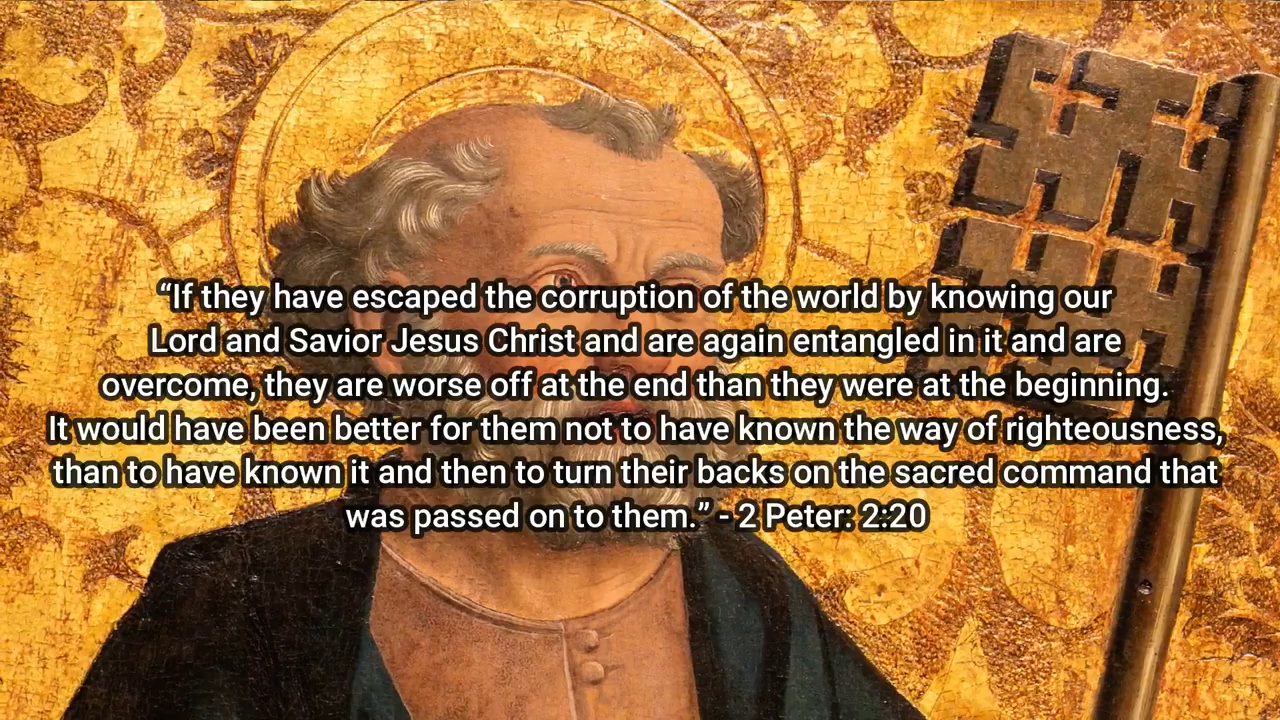 “If they have escaped the corruption of the world by knowing our
Lord and Savior Jesus Christ and are again entangled in it and are
overcome, they are worse off at the end than they were at the beginning.
It would have been better for them not to have known the way of righteousness,
than to have known it and then to turn their backs on the sacred command that
was passed on to them.” - 2 Peter: 2:20